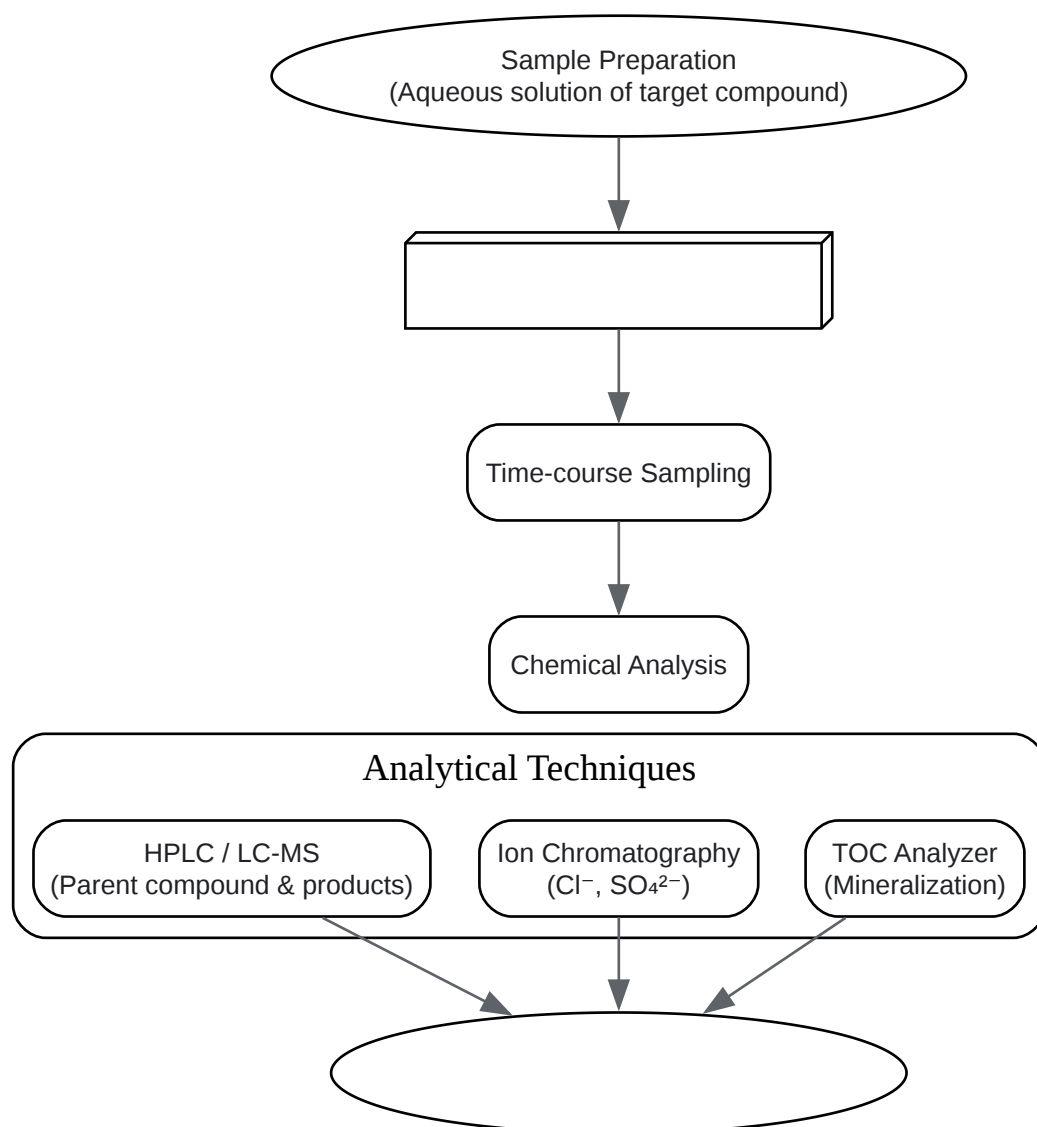 Sample Preparation
(Aqueous solution of target compound)
Time-course Sampling
Chemical Analysis
Analytical Techniques
HPLC / LC-MS
(Parent compound & products)
Ion Chromatography
(Cl⁻, SO₄²⁻)
TOC Analyzer
(Mineralization)